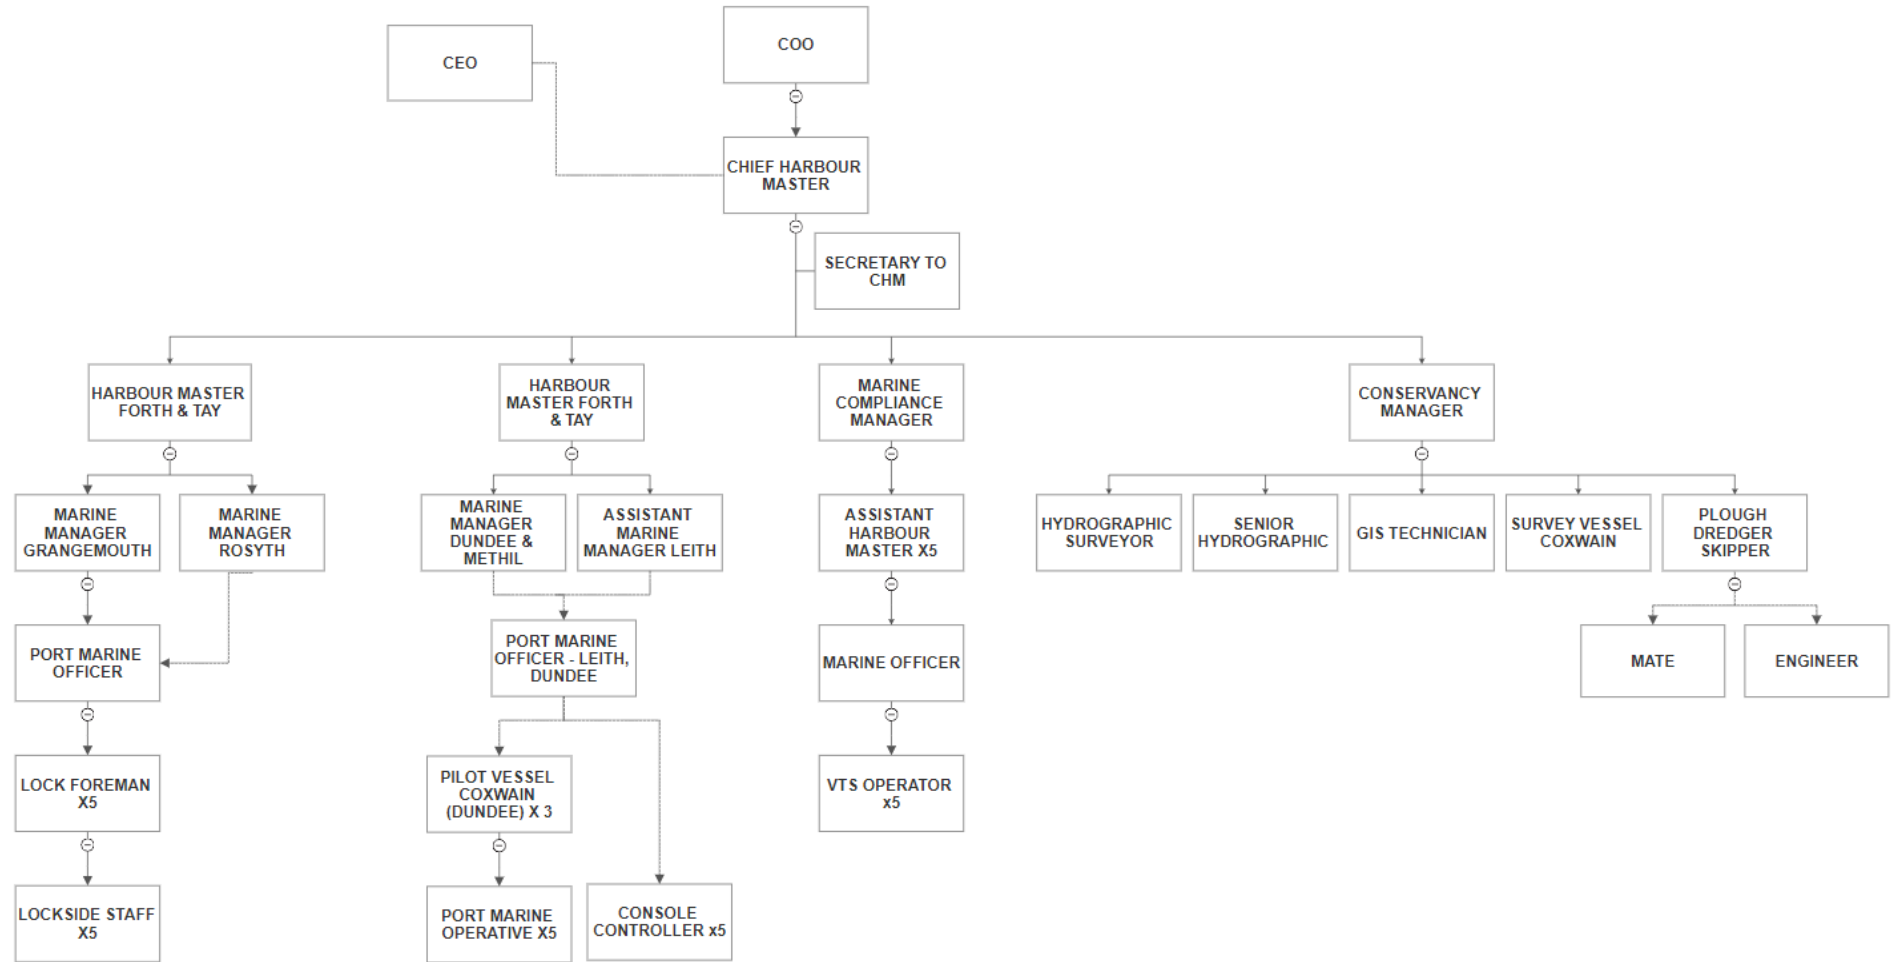 CEO
COO
CHIEF HARBOUR
MASTER
SECRETARY TO
CHM
HARBOUR MASTER
FORTH & TAY
HARBOUR
MASTER FORTH
& TAY
MARINE
COMPLIANCE
MANAGER
CONSERVANCY
MANAGER
MARINE
MANAGER
GRANGEMOUTH
MARINE
MANAGER
ROSYTH
MARINE
MANAGER
DUNDEE &
METHIL
ASSISTANT
MARINE
MANAGER LEITH
ASSISTANT
HARBOUR
MASTER X5
HYDROGRAPHIC
SURVEYOR
SENIOR
HYDROGRAPHIC
GIS TECHNICIAN
SURVEY VESSEL
COXWAIN
PLOUGH
DREDGER
SKIPPER
PORT MARINE
OFFICER
PORT MARINE
OFFICER - LEITH,
DUNDEE
MARINE OFFICER
MATE
ENGINEER
LOCK FOREMAN
X5
PILOT VESSEL
COXWAIN
(DUNDEE) X 3
VTS OPERATOR
x5
LOCKSIDE STAFF
X5
PORT MARINE
OPERATIVE X5
CONSOLE
CONTROLLER x5